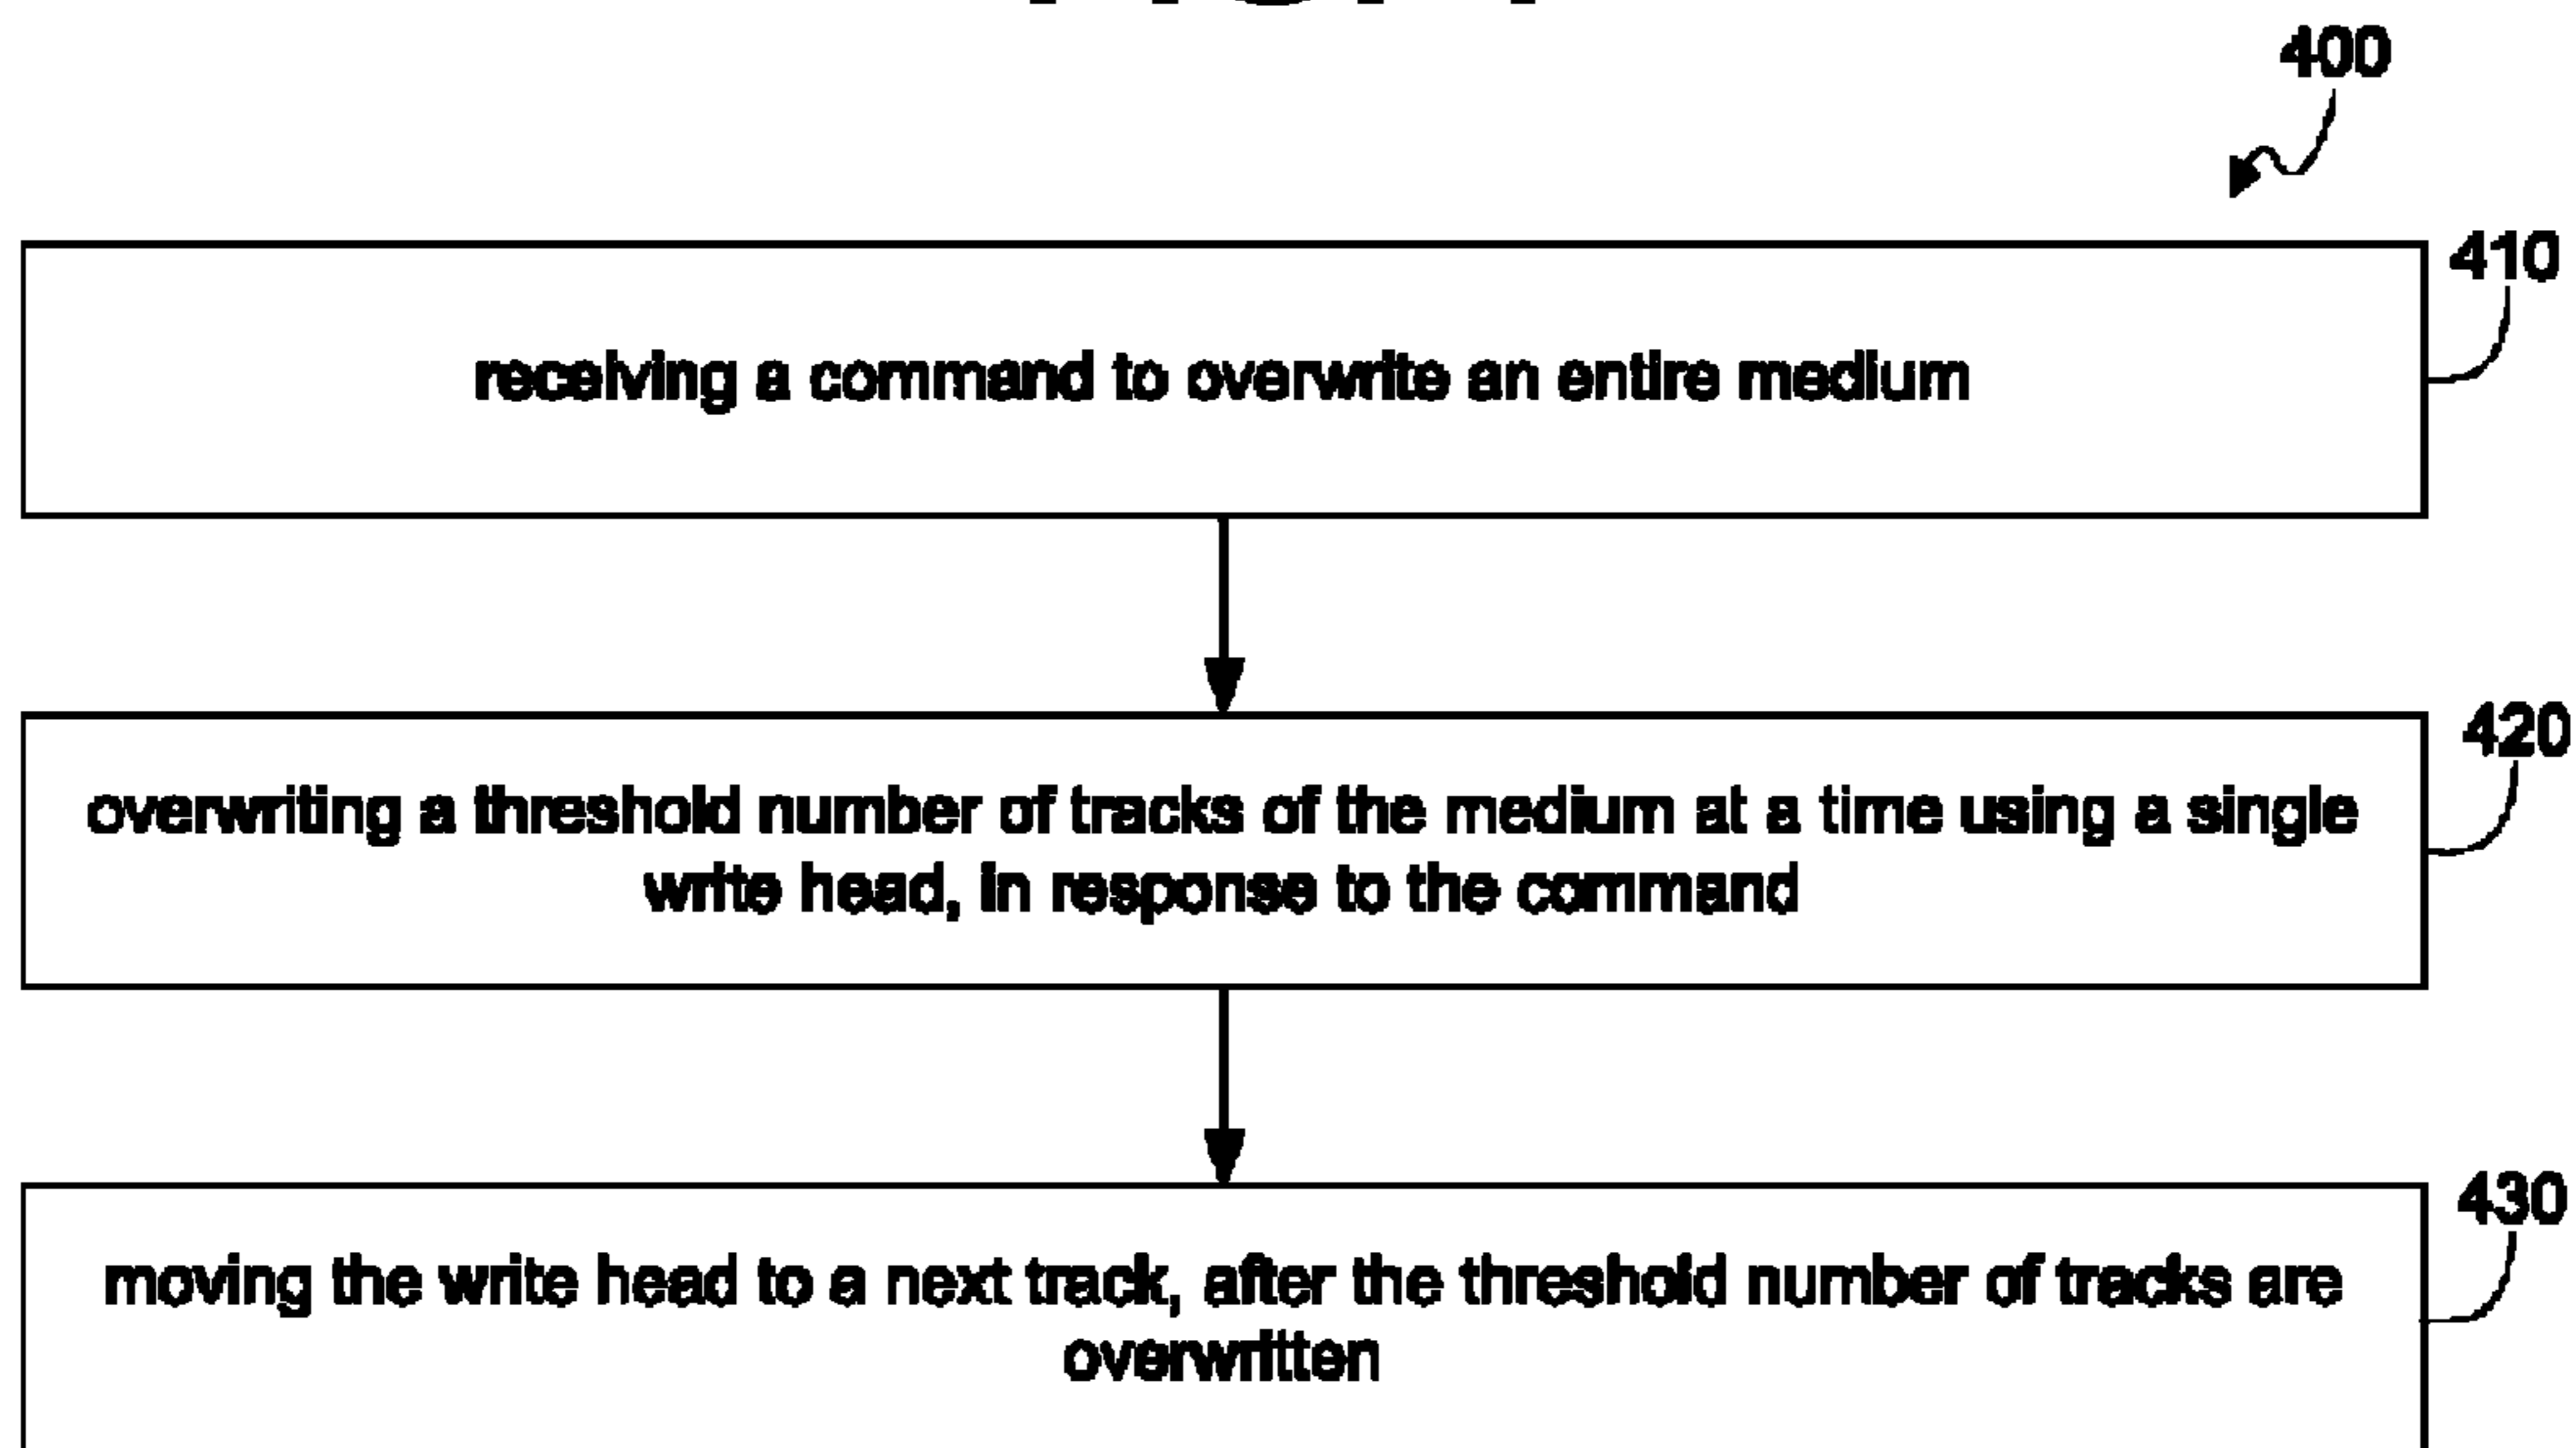 400
410
receiving a command to overwrite an entire medium
420
overwriting a threshold number of tracks of the medium at a time using a single
write head, in response to the command
430
moving the write head to a next track, after the threshold number of tracks are
overwritten